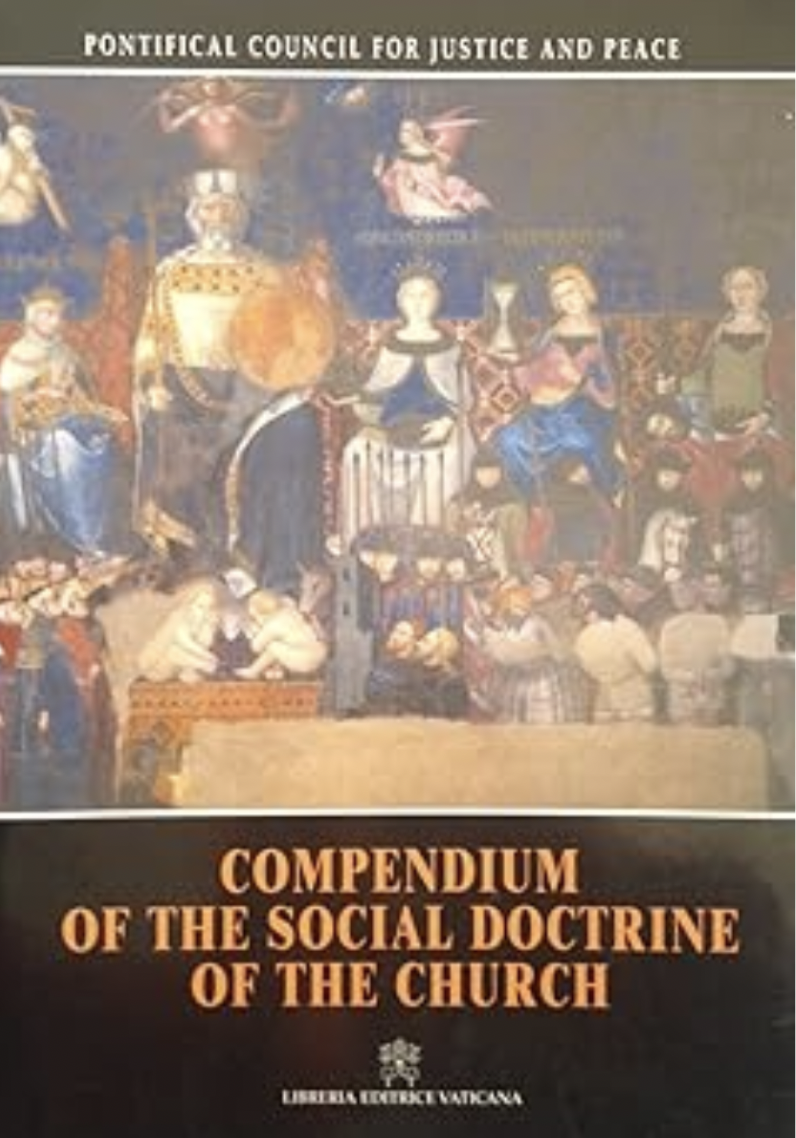 PONTIFICAL COUNCIL FOR JUSTICE AND PEACE
COMPENDIUM
OF THE SOCIAL DOCTRINE
OF THE CHURCH
LIBRERIA EDITRICE VATICANA